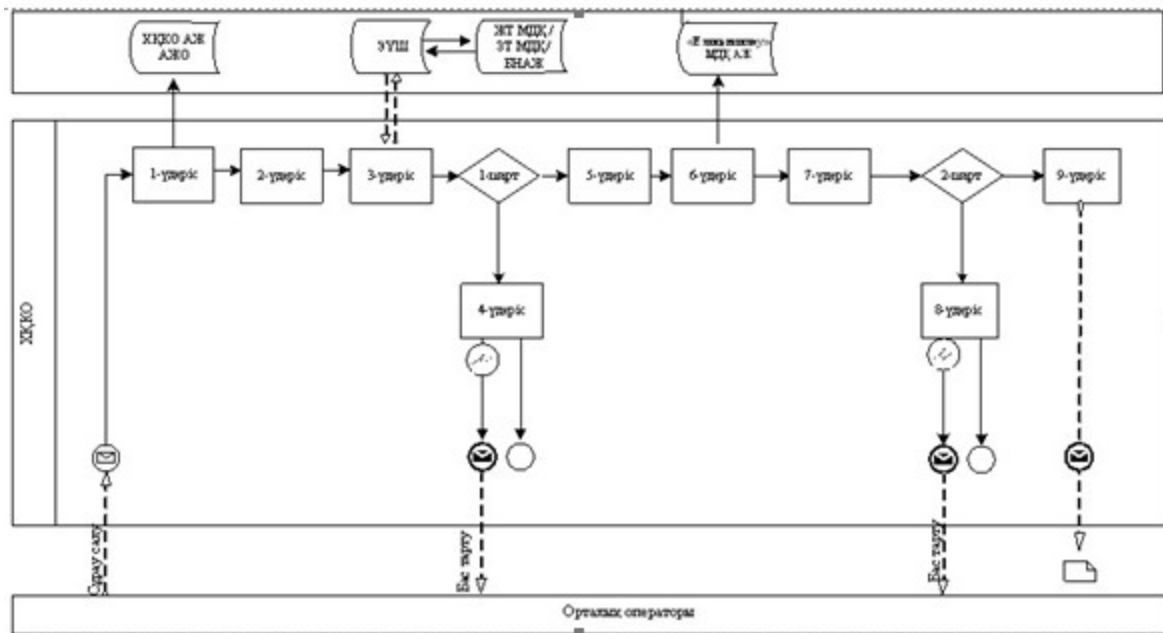 ХҚКО АЖ
АЖО
ЭҮШ
ЖТ МДҚ/
ЗТ МДҚ/
БНАЖ
МДҚ АЖ
ХҚКО
1-үдеріс
2-үдеріс
3-үдеріс
1-шарт
5-үдеріс
6-үдеріс
7-үдеріс
2-шарт
9-үдеріс
4-үдеріс
8-үдеріс
Сұрау салу
Бас тарту
Бас тарту
Орталық операторы